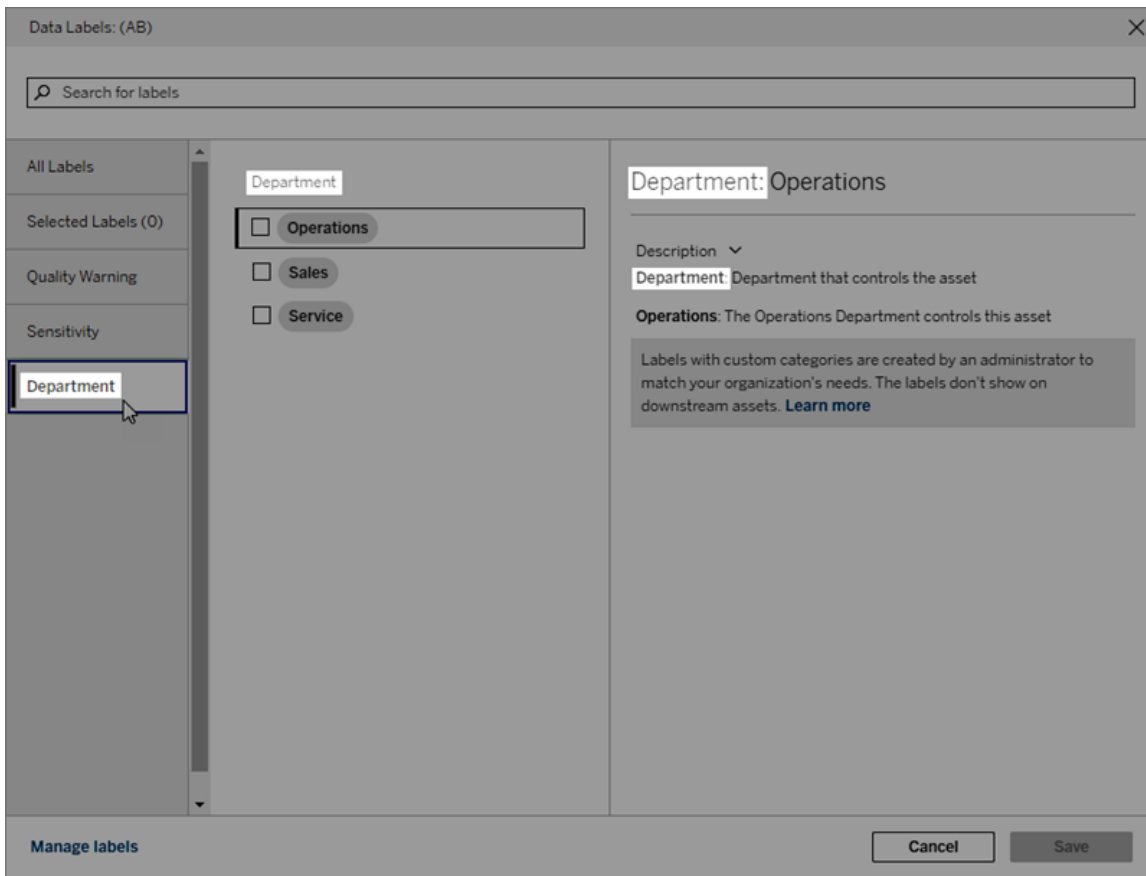 Data Labels: (AB)
Search for labels
All Labels
Selected Labels (0)
Quality Warning
Sensitivity
Department
Department
Operations
Sales
Service
Department: Operations
Description
Department: Department that controls the asset
Operations: The Operations Department controls this asset
Labels with custom categories are created by an administrator to
match your organization's needs. The labels don't show on
downstream assets. Learn more
Manage labels
Cancel
Save